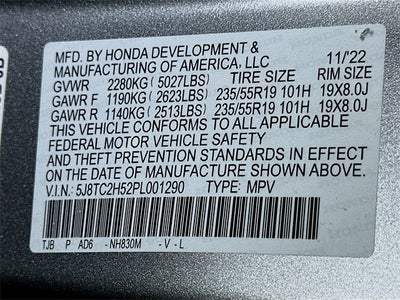 MFD. BY HONDA DEVELOPMENT &
MANUFACTURING OF AMERICA, LLC 11/'22
GVWR 2280KG(5027LBS) TIRE SIZE RIM SIZE
GAWR F 1190KG(2623LBS) 235/55R19 101H 19X8.0J
GAWR R 1140KG(2513LBS) 235/55R19 101H 19X8.0J
THIS VEHICLE CONFORMS TO ALL APPLICABLE
FEDERAL MOTOR VEHICLE SAFETY
AND THEFT PREVENTION STANDARDS IN EFFECT
ON THE DATE OF MANUFACTURE SHOWN ABOVE.
V.I.N.: 5J8TC2H52PL001290 TYPE: MPV
TJB P AD6 -NH830M -V-L